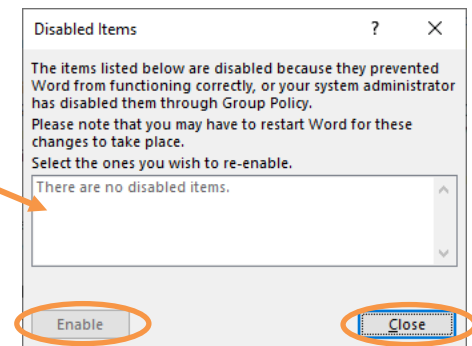 Disabled Items ? ×
The items listed below are disabled because they prevented
Word from functioning correctly, or your system administrator
has disabled them through Group Policy.
Please note that you may have to restart Word for these
changes to take place.
Select the ones you wish to re-enable.
There are no disabled items.
Enable Close